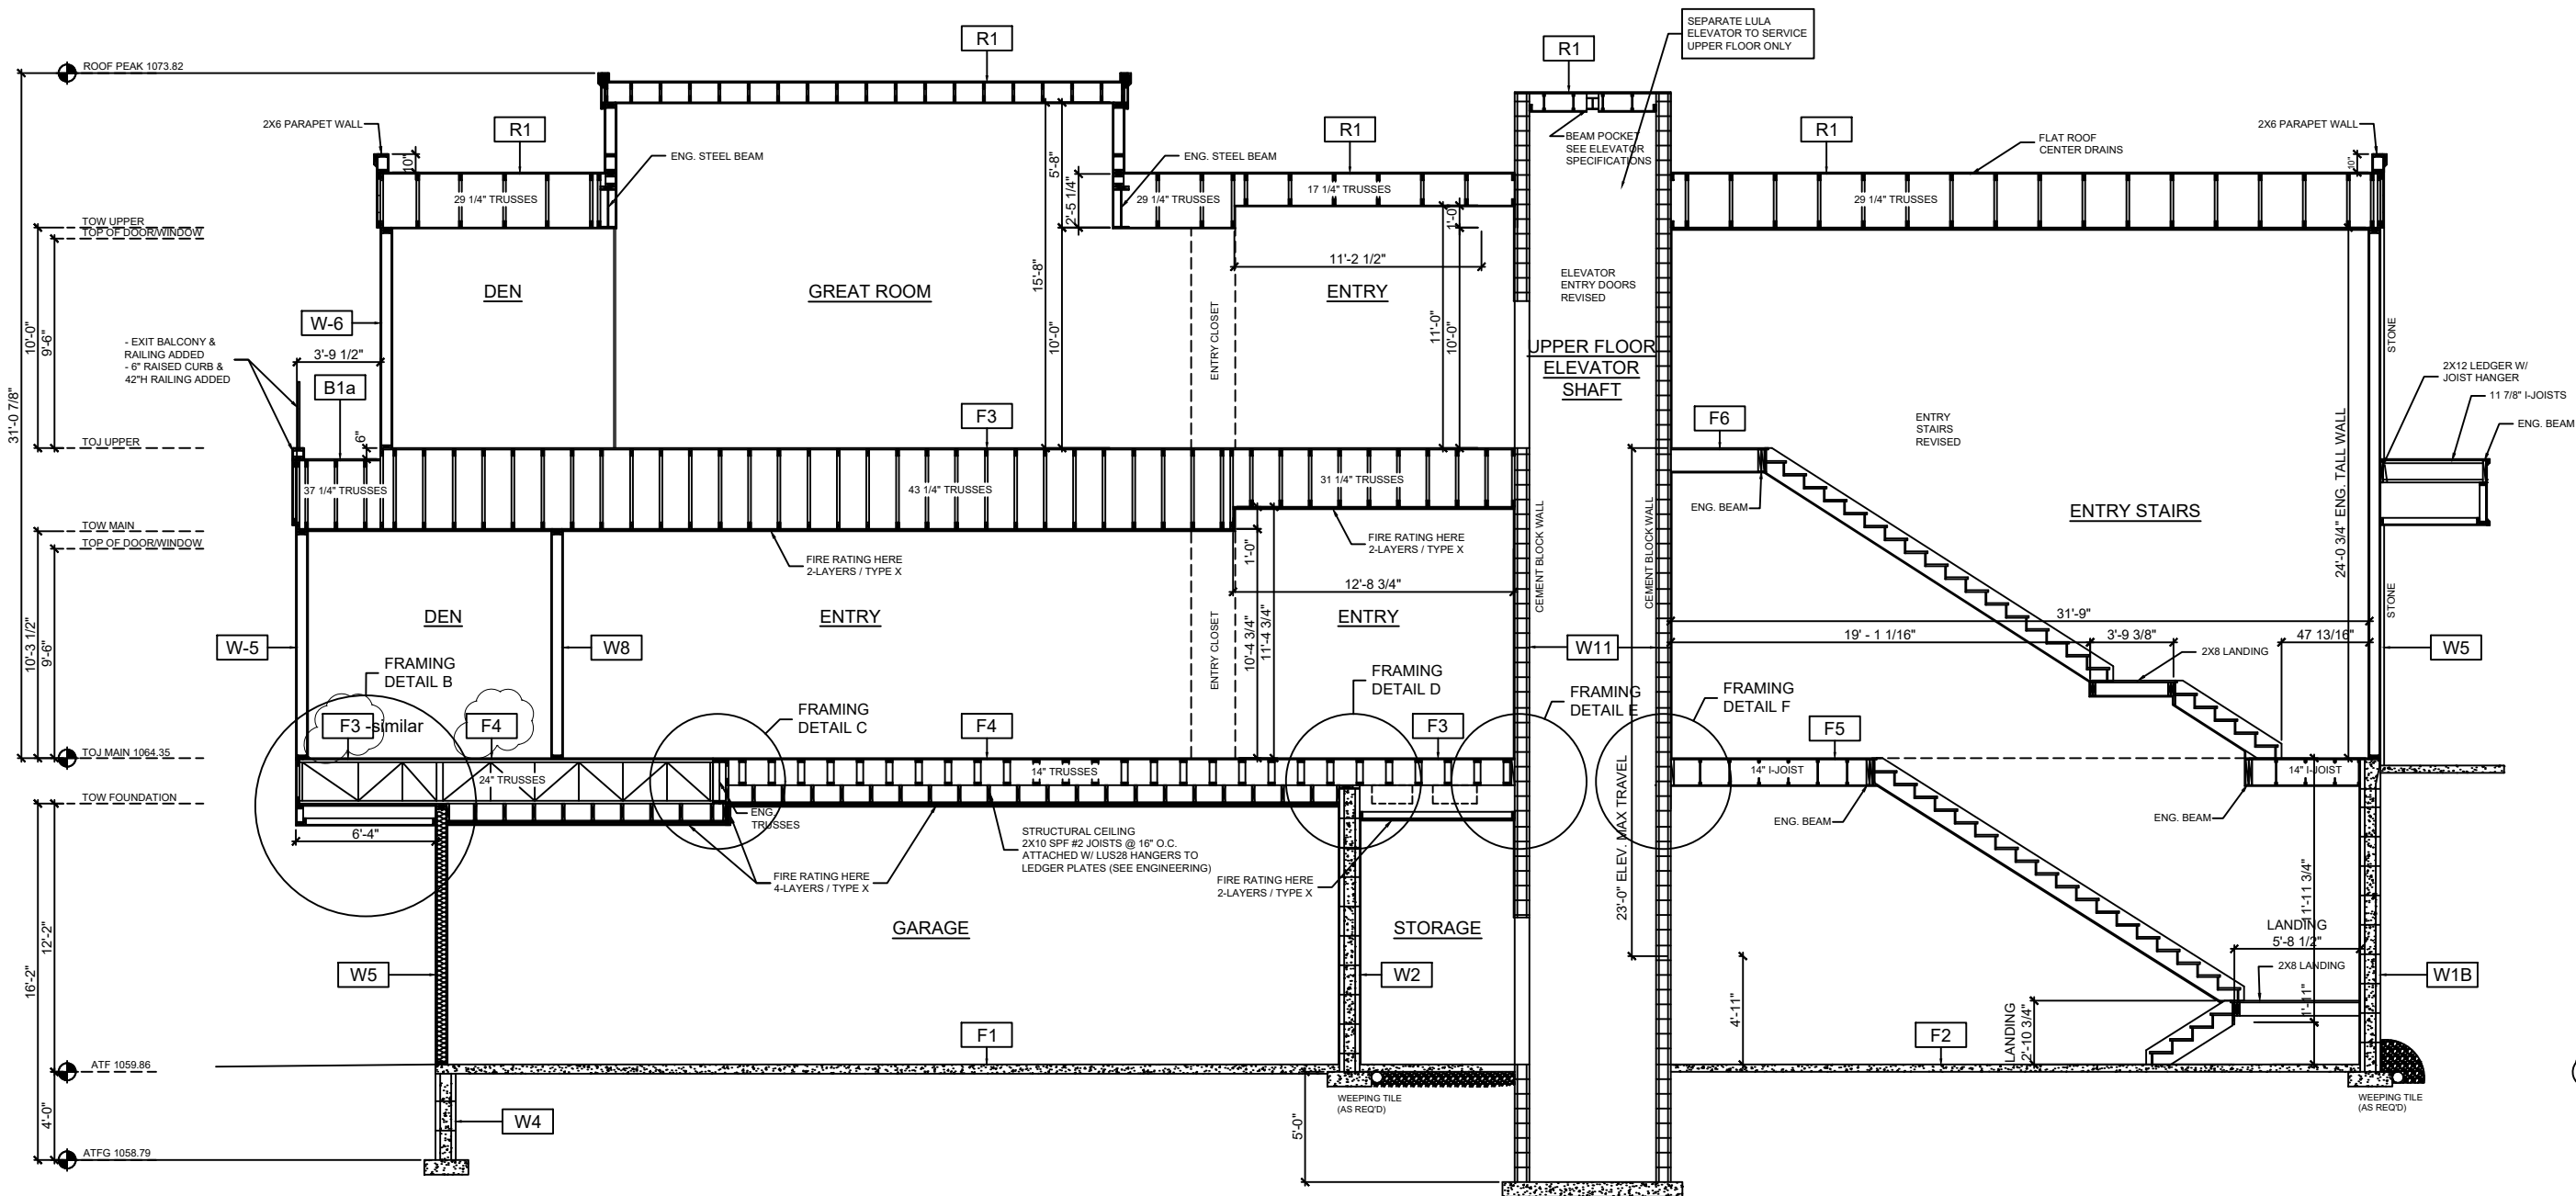 SEPARATE LULA
ELEVATOR TO SERVICE
UPPER FLOOR ONLY
R1
R1
ROOF PEAK 1073.82
2X6 PARAPET WALL
R1
10"
ENG. STEEL BEAM
5'-8"
2'-5 1/4"
ENG. STEEL BEAM
R1
BEAM POCKET
SEE ELEVATOR
SPECIFICATIONS
R1
FLAT ROOF
CENTER DRAINS
2X6 PARAPET WALL
10"
29 1/4" TRUSSES
29 1/4" TRUSSES
17 1/4" TRUSSES
1'-0"
29 1/4" TRUSSES
TOW UPPER
TOP OF DOOR/WINDOW
11'-2 1/2"
DEN
GREAT ROOM
15'-8"
ENTRY
ELEVATOR
ENTRY DOORS
REVISED
W-6
10'-0"
9'-6"
31'-0 7/8"
- EXIT BALCONY &
RAILING ADDED
- 6" RAISED CURB &
42"H RAILING ADDED
3'-9 1/2"
B1a
10'-0"
ENTRY CLOSET
11'-0"
10'-0"
UPPER FLOOR
ELEVATOR
SHAFT
STONE
2X12 LEDGER W/
JOIST HANGER
11 7/8" I-JOISTS
ENG. BEAM
TOJ UPPER
6"
F3
F6
ENTRY
STAIRS
REVISED
24'-0 3/4" ENG. TALL WALL
37 1/4" TRUSSES
43 1/4" TRUSSES
31 1/4" TRUSSES
ENG. BEAM
ENTRY STAIRS
TOW MAIN
TOP OF DOOR/WINDOW
FIRE RATING HERE
2-LAYERS / TYPE X
1'-0"
FIRE RATING HERE
2-LAYERS / TYPE X
CEMENT BLOCK WALL
CEMENT BLOCK WALL
12'-8 3/4"
STONE
DEN
ENTRY
ENTRY
31'-9"
19' - 1 1/16"
3'-9 3/8"
47 13/16"
10'-3 1/2"
9'-6"
W-5
W8
ENTRY CLOSET
10'-4 3/4"
11'-4 3/4"
W11
2X8 LANDING
W5
FRAMING
DETAIL B
FRAMING
DETAIL C
FRAMING
DETAIL D
FRAMING
DETAIL E
FRAMING
DETAIL F
F3 -similar
F4
F4
F3
F5
TOJ MAIN 1064.35
24" TRUSSES
14" TRUSSES
14" I-JOIST
14" I-JOIST
TOW FOUNDATION
6'-4"
ENG.
TRUSSES
STRUCTURAL CEILING
2X10 SPF #2 JOISTS @ 16" O.C.
ATTACHED W/ LUS28 HANGERS TO
LEDGER PLATES (SEE ENGINEERING)
ENG. BEAM
ENG. BEAM
FIRE RATING HERE
4-LAYERS / TYPE X
FIRE RATING HERE
2-LAYERS / TYPE X
23'-0" ELEV. MAX TRAVEL
11'-11 3/4"
12'-2"
16'-2"
GARAGE
STORAGE
LANDING
5'-8 1/2"
W5
W2
2X8 LANDING
W1B
1'-11"
4'-11"
LANDING
2'-10 3/4"
F1
F2
ATF 1059.86
WEEPING TILE
(AS REQ'D)
WEEPING TILE
(AS REQ'D)
4'-0"
W4
5'-0"
ATFG 1058.79